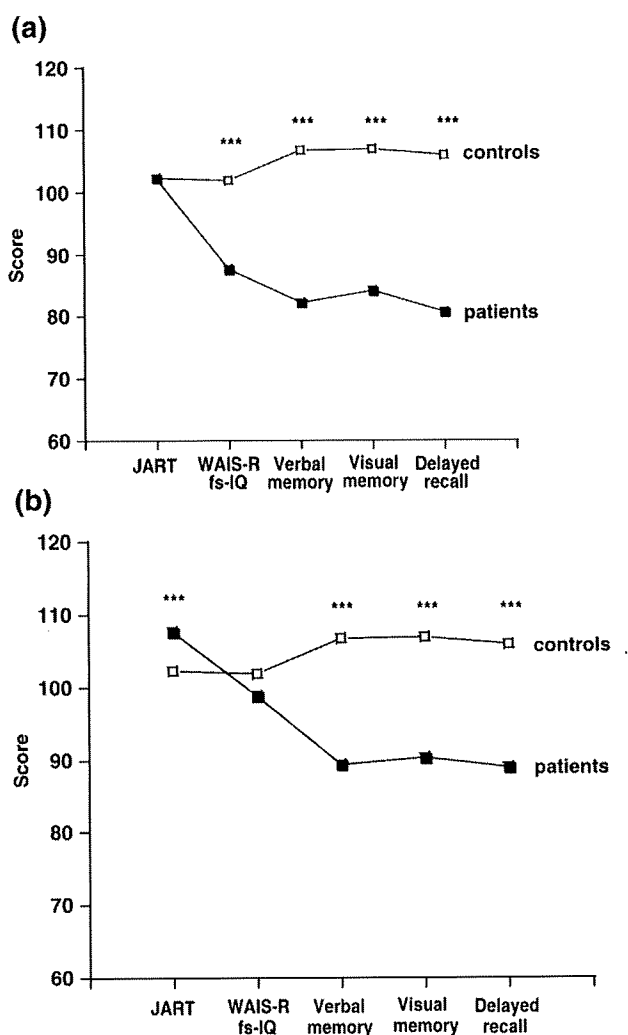 (a)
120
110
100
90
80
70
60
Score
***
***
***
***
controls
patients
JART
WAIS-R
fs-IQ
Verbal
memory
Visual
memory
Delayed
recall
(b)
120
110
100
90
80
70
60
Score
***
***
***
***
controls
patients
JART
WAIS-R
fs-IQ
Verbal
memory
Visual
memory
Delayed
recall